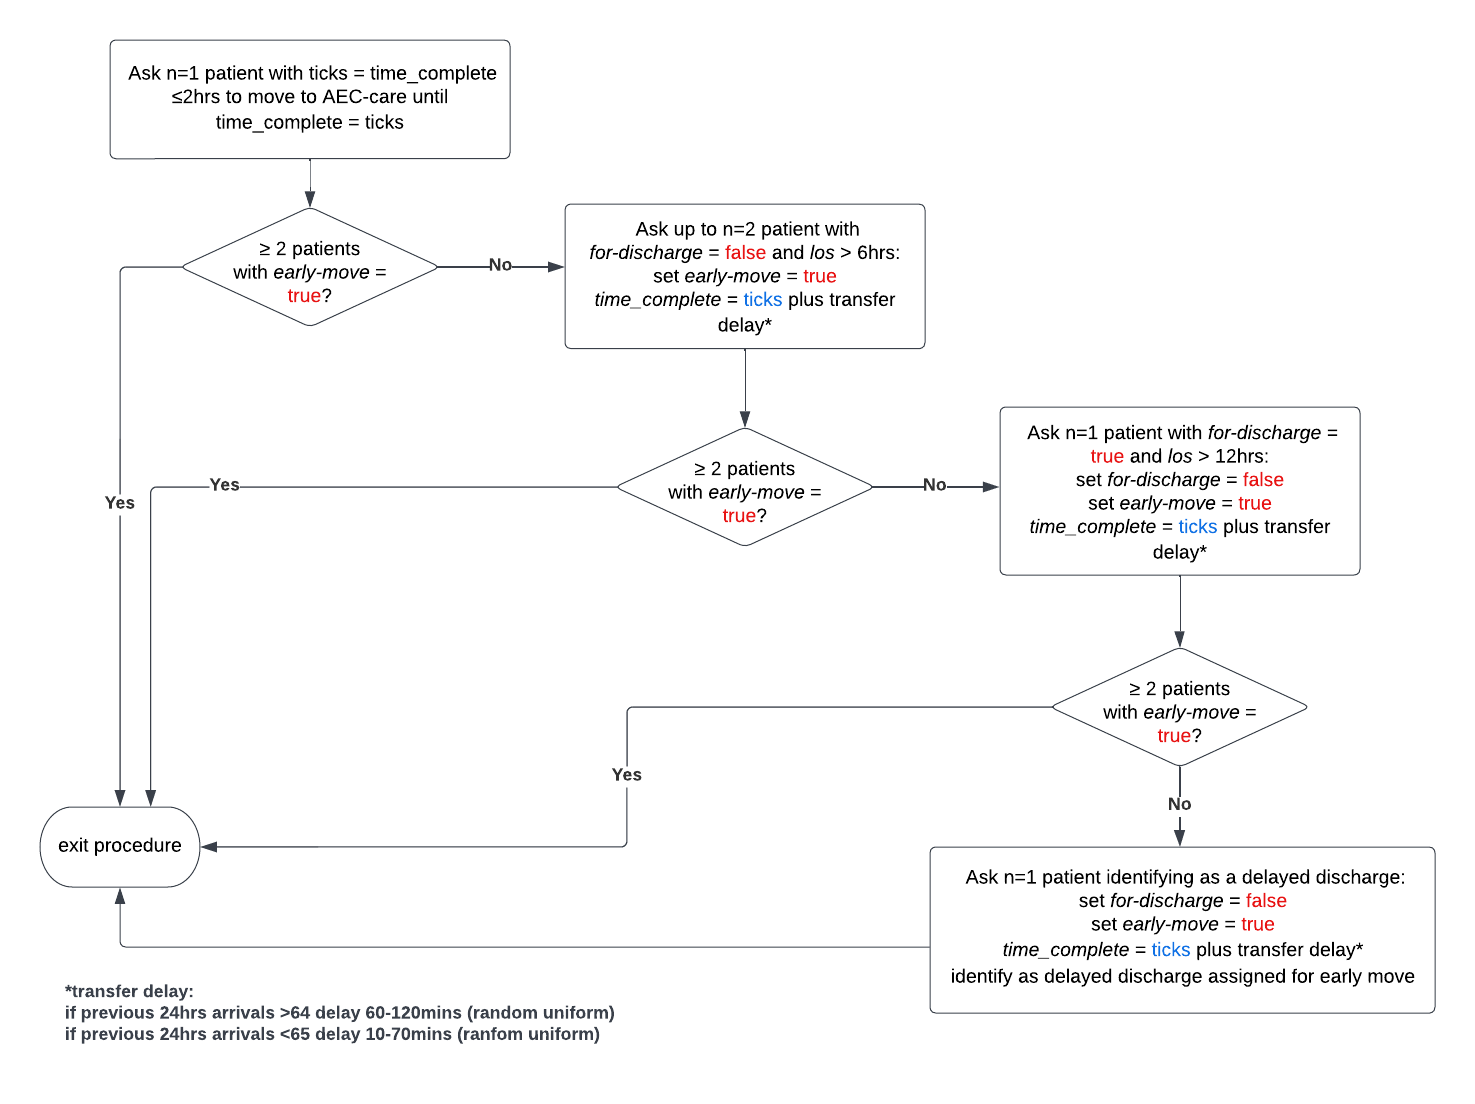 Ask n=1 patient with ticks = time_complete
≤2hrs to move to AEC-care until
time_complete = ticks
≥ 2 patients
with early-move =
true?
No
Ask up to n=2 patient with
for-discharge = false and los > 6hrs:
set early-move = true
time_complete = ticks plus transfer
delay*
Yes
≥ 2 patients
with early-move =
true?
Yes
No
Ask n=1 patient with for-discharge =
true and los > 12hrs:
set for-discharge = false
set early-move = true
time_complete = ticks plus transfer
delay*
≥ 2 patients
with early-move =
true?
Yes
No
exit procedure
Ask n=1 patient identifying as a delayed discharge:
set for-discharge = false
set early-move = true
time_complete = ticks plus transfer delay*
identify as delayed discharge assigned for early move
*transfer delay:
if previous 24hrs arrivals >64 delay 60-120mins (random uniform)
if previous 24hrs arrivals <65 delay 10-70mins (ranfom uniform)